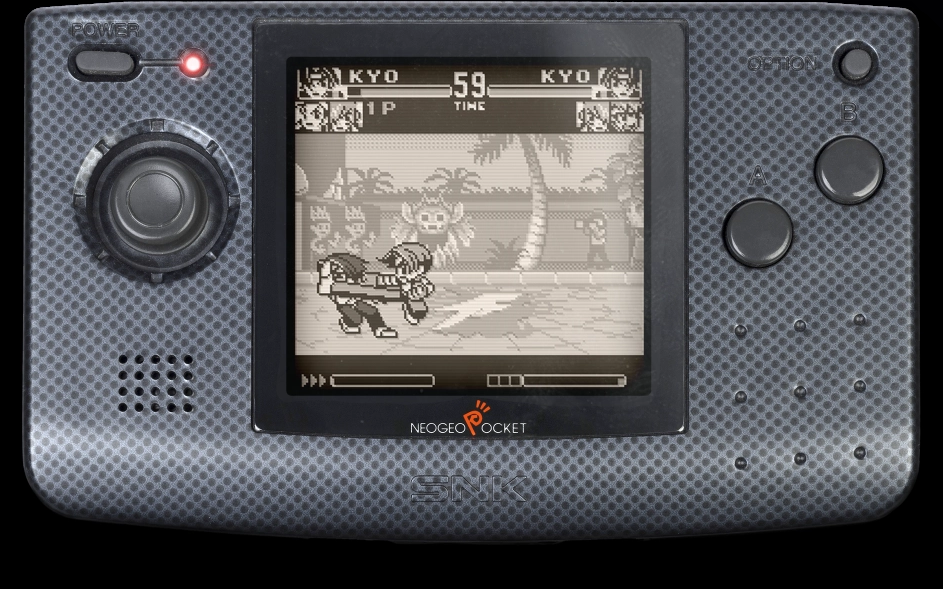 POWER
OPTION
KYO 59 KYO
1P TIME
B
A
NEOGEO POCKET
SNK